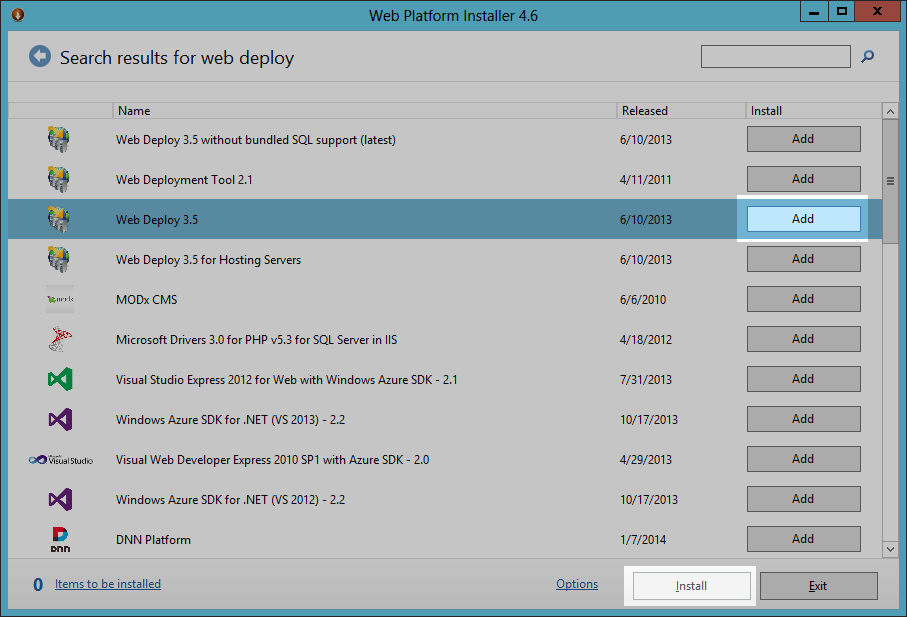 Web Platform Installer 4.6
Search results for web deploy
Name Released Install
Web Deploy 3.5 without bundled SQL support (latest) 6/10/2013 Add
Web Deployment Tool 2.1 4/11/2011 Add
Web Deploy 3.5 6/10/2013 Add
Web Deploy 3.5 for Hosting Servers 6/10/2013 Add
modx MODx CMS 6/6/2010 Add
Microsoft Drivers 3.0 for PHP v5.3 for SQL Server in IIS 4/18/2012 Add
Visual Studio Express 2012 for Web with Windows Azure SDK - 2.1 7/31/2013 Add
Windows Azure SDK for .NET (VS 2013) - 2.2 10/17/2013 Add
Visual Studio Visual Web Developer Express 2010 SP1 with Azure SDK - 2.0 4/29/2013 Add
Windows Azure SDK for .NET (VS 2012) - 2.2 10/17/2013 Add
DNN DNN Platform 1/7/2014 Add
0 Items to be installed Options Install Exit